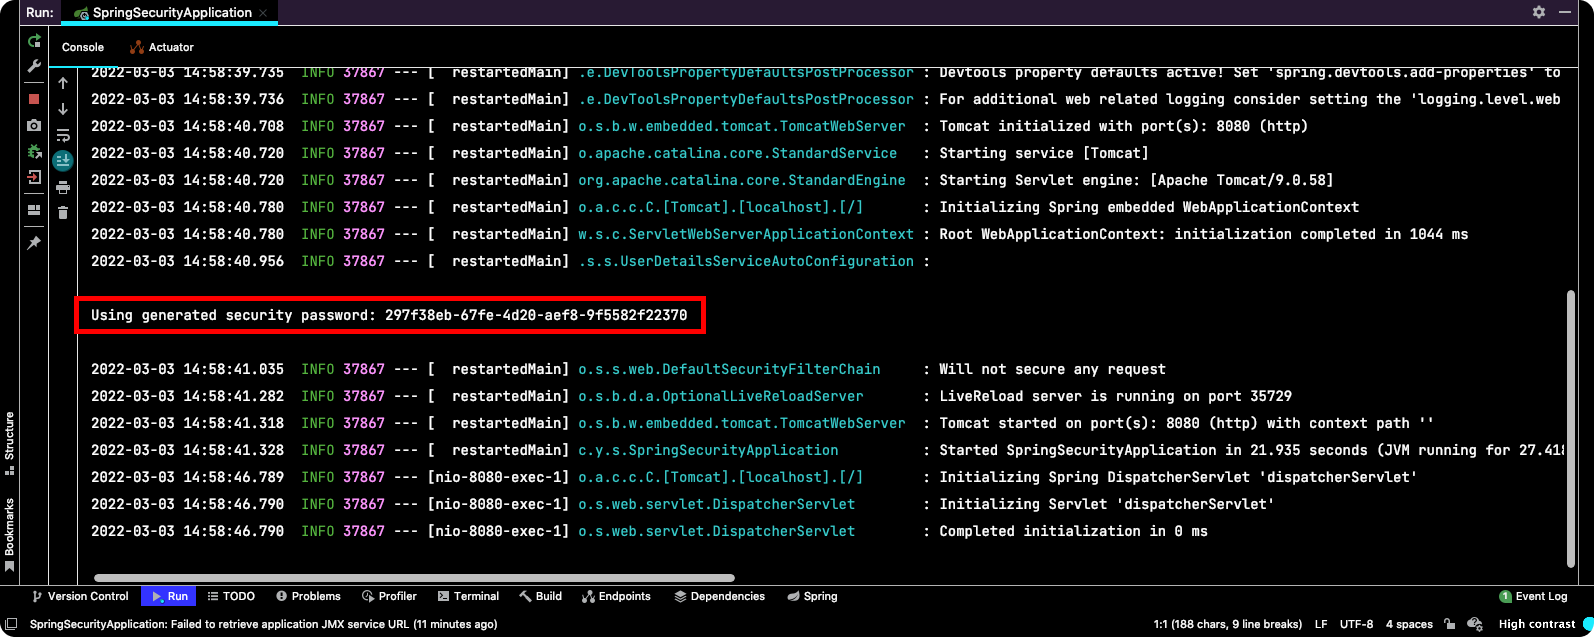 Run: SpringSecurityApplication
Console Actuator
2022-03-03 14:58:39.735 INFO 37867 --- [ restartedMain] .e.DevToolsPropertyDefaultsPostProcessor : Devtools property defaults active! Set 'spring.devtools.add-properties' to
2022-03-03 14:58:39.736 INFO 37867 --- [ restartedMain] .e.DevToolsPropertyDefaultsPostProcessor : For additional web related logging consider setting the 'logging.level.web
2022-03-03 14:58:40.708 INFO 37867 --- [ restartedMain] o.s.b.w.embedded.tomcat.TomcatWebServer : Tomcat initialized with port(s): 8080 (http)
2022-03-03 14:58:40.720 INFO 37867 --- [ restartedMain] o.apache.catalina.core.StandardService : Starting service [Tomcat]
2022-03-03 14:58:40.720 INFO 37867 --- [ restartedMain] org.apache.catalina.core.StandardEngine : Starting Servlet engine: [Apache Tomcat/9.0.58]
2022-03-03 14:58:40.780 INFO 37867 --- [ restartedMain] o.a.c.c.C.[Tomcat].[localhost].[/] : Initializing Spring embedded WebApplicationContext
2022-03-03 14:58:40.780 INFO 37867 --- [ restartedMain] w.s.c.ServletWebServerApplicationContext : Root WebApplicationContext: initialization completed in 1044 ms
2022-03-03 14:58:40.956 INFO 37867 --- [ restartedMain] .s.s.UserDetailsServiceAutoConfiguration :
Using generated security password: 297f38eb-67fe-4d20-aef8-9f5582f22370
2022-03-03 14:58:41.035 INFO 37867 --- [ restartedMain] o.s.s.web.DefaultSecurityFilterChain : Will not secure any request
2022-03-03 14:58:41.282 INFO 37867 --- [ restartedMain] o.s.b.d.a.OptionalLiveReloadServer : LiveReload server is running on port 35729
2022-03-03 14:58:41.318 INFO 37867 --- [ restartedMain] o.s.b.w.embedded.tomcat.TomcatWebServer : Tomcat started on port(s): 8080 (http) with context path ''
2022-03-03 14:58:41.328 INFO 37867 --- [ restartedMain] c.y.s.SpringSecurityApplication : Started SpringSecurityApplication in 21.935 seconds (JVM running for 27.418
2022-03-03 14:58:46.789 INFO 37867 --- [nio-8080-exec-1] o.a.c.c.C.[Tomcat].[localhost].[/] : Initializing Spring DispatcherServlet 'dispatcherServlet'
2022-03-03 14:58:46.790 INFO 37867 --- [nio-8080-exec-1] o.s.web.servlet.DispatcherServlet : Initializing Servlet 'dispatcherServlet'
2022-03-03 14:58:46.790 INFO 37867 --- [nio-8080-exec-1] o.s.web.servlet.DispatcherServlet : Completed initialization in 0 ms
Structure
Bookmarks
Version Control Run TODO Problems Profiler Terminal Build Endpoints Dependencies Spring 1 Event Log
SpringSecurityApplication: Failed to retrieve application JMX service URL (11 minutes ago) 1:1 (188 chars, 9 line breaks) LF UTF-8 4 spaces High contrast